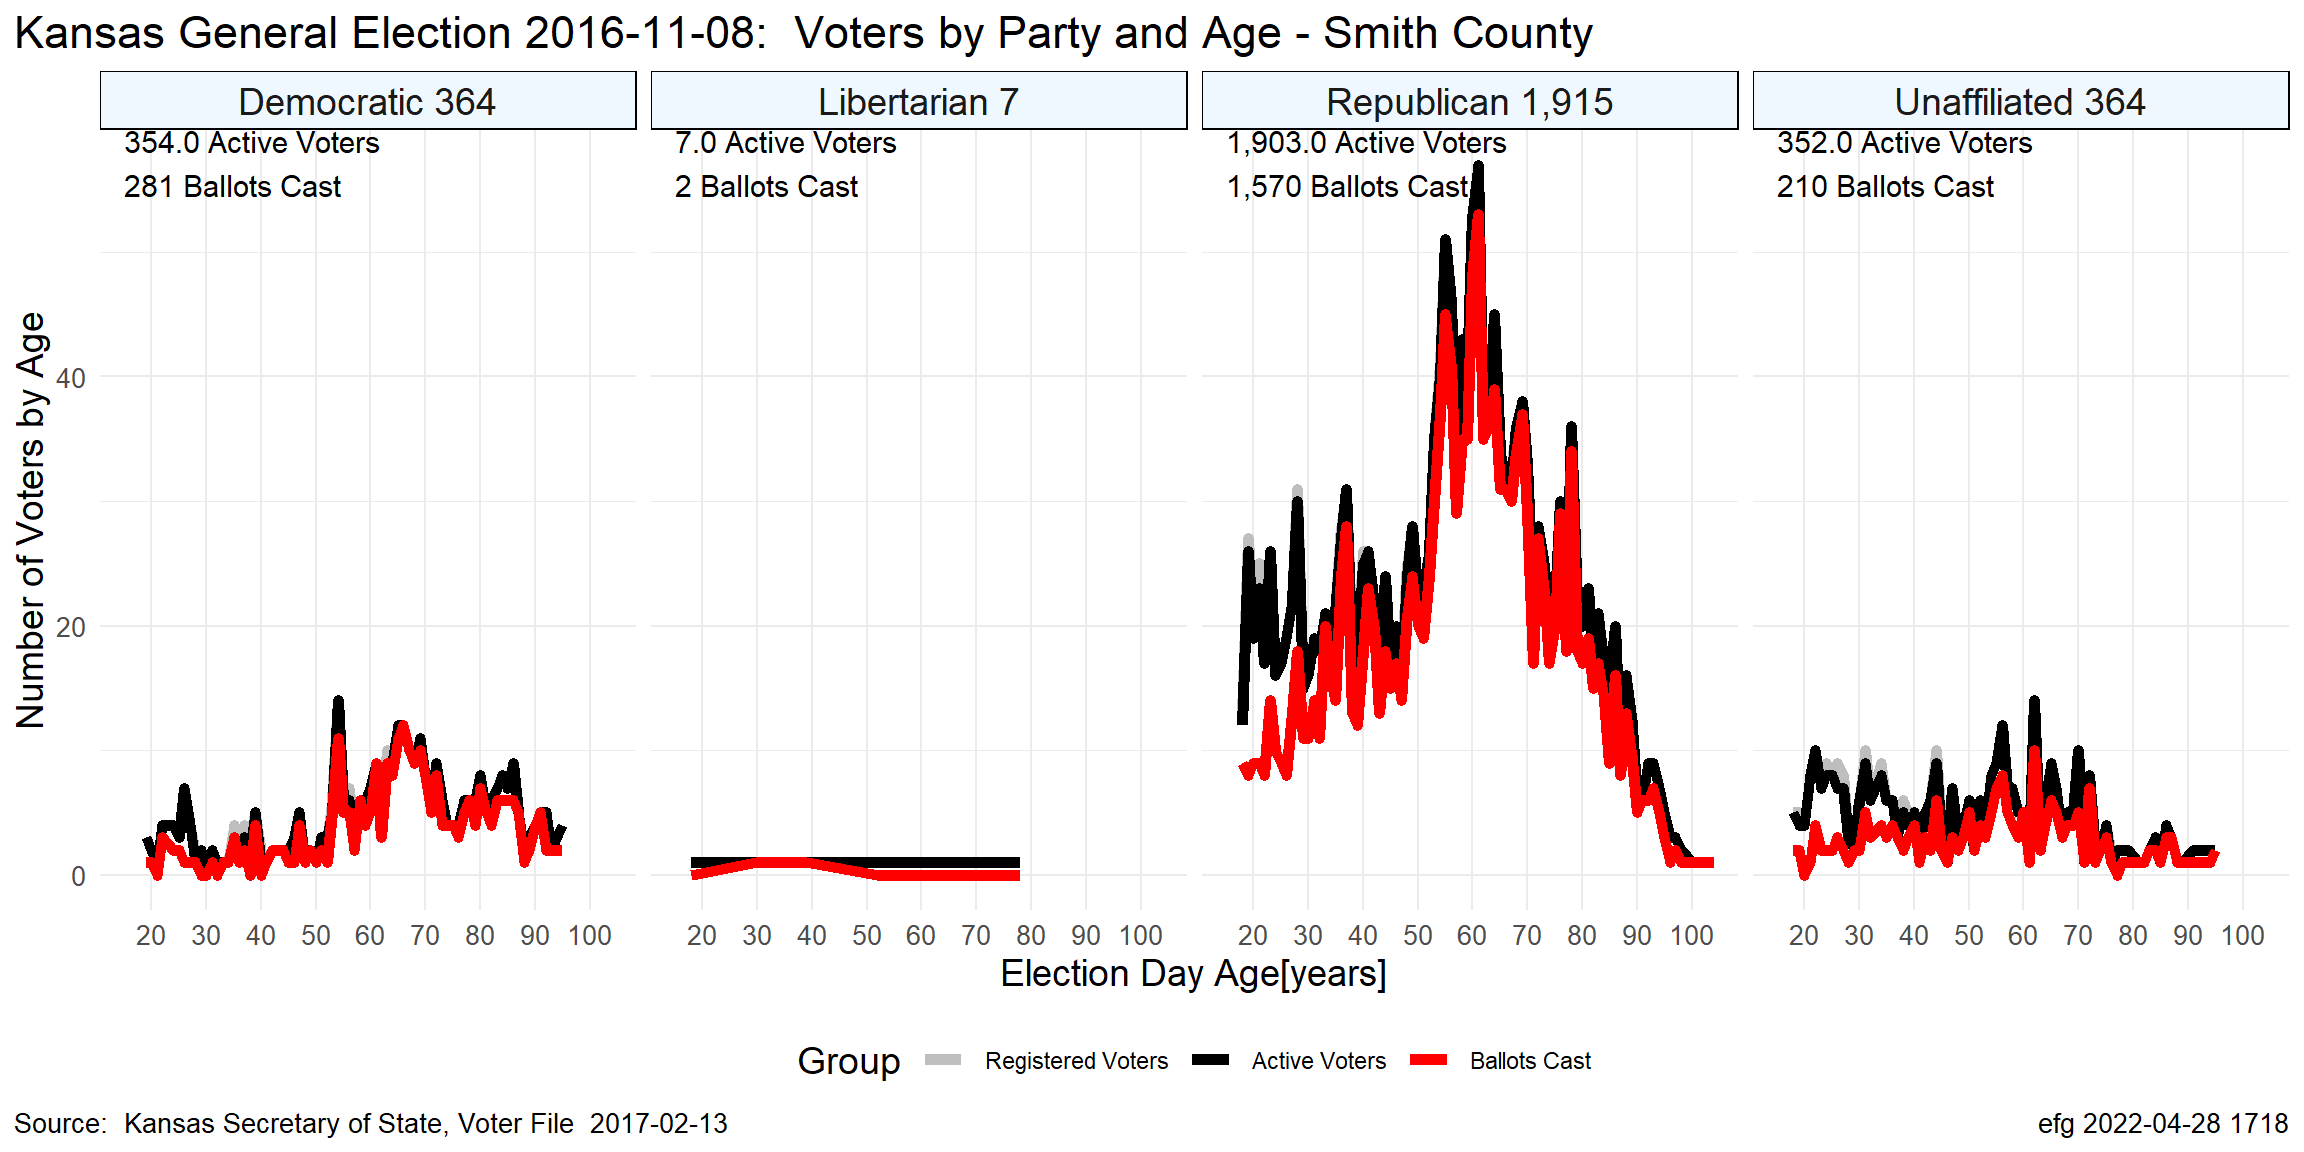 Kansas General Election 2016-11-08:  Voters by Party and Age - Smith County
Democratic 364
Libertarian 7
Republican 1,915
Unaffiliated 364
354.0 Active Voters
281 Ballots Cast
7.0 Active Voters
2 Ballots Cast
1,903.0 Active Voters
1,570 Ballots Cast
352.0 Active Voters
210 Ballots Cast
Number of Voters by Age
40
20
0
20 30 40 50 60 70 80 90 100
20 30 40 50 60 70 80 90 100
20 30 40 50 60 70 80 90 100
20 30 40 50 60 70 80 90 100
Election Day Age[years]
Group Registered Voters Active Voters Ballots Cast
Source:  Kansas Secretary of State, Voter File  2017-02-13
efg 2022-04-28 1718